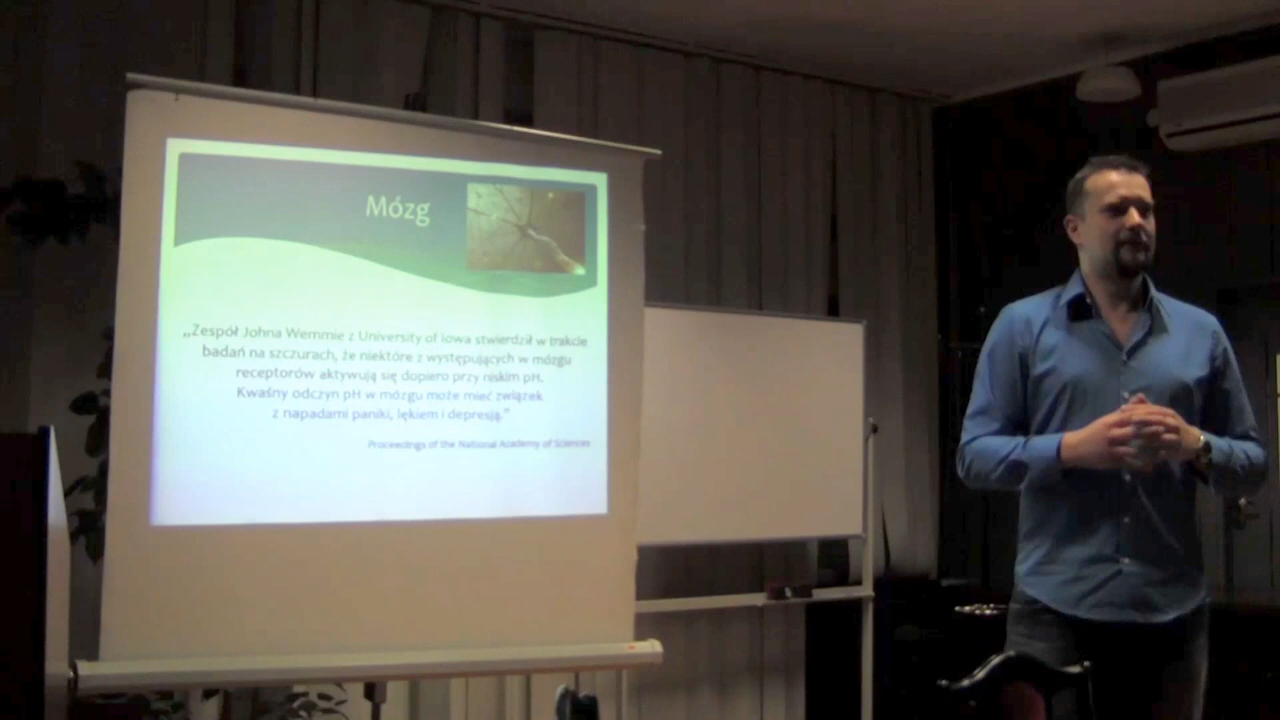 Mózg
„Zespół Johna Wemmie z University of Iowa stwierdził w trakcie
badań na szczurach, że niektóre z występujących w mózgu
receptorów aktywują się dopiero przy niskim pH.
Kwaśny odczyn pH w mózgu może mieć związek
z napadami paniki, lękiem i depresją."
Proceedings of the National Academy of Sciences